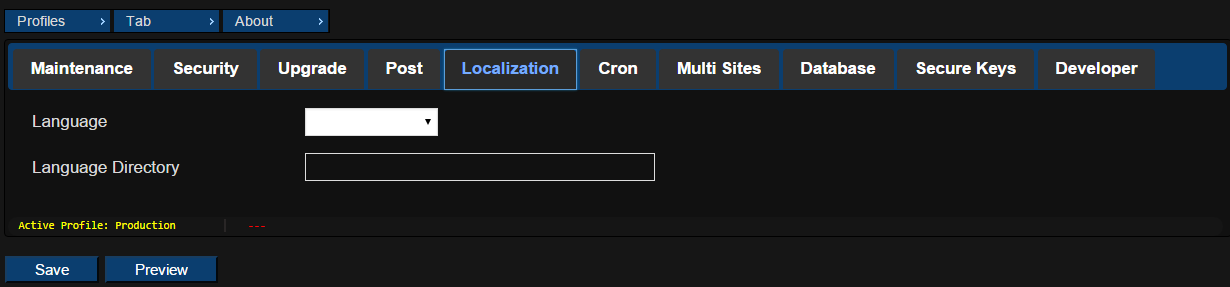 Profiles › Tab › About ›
Maintenance Security Upgrade Post Localization Cron Multi Sites Database Secure Keys Developer
Language
Language Directory
Active Profile: Production | ---
Save Preview